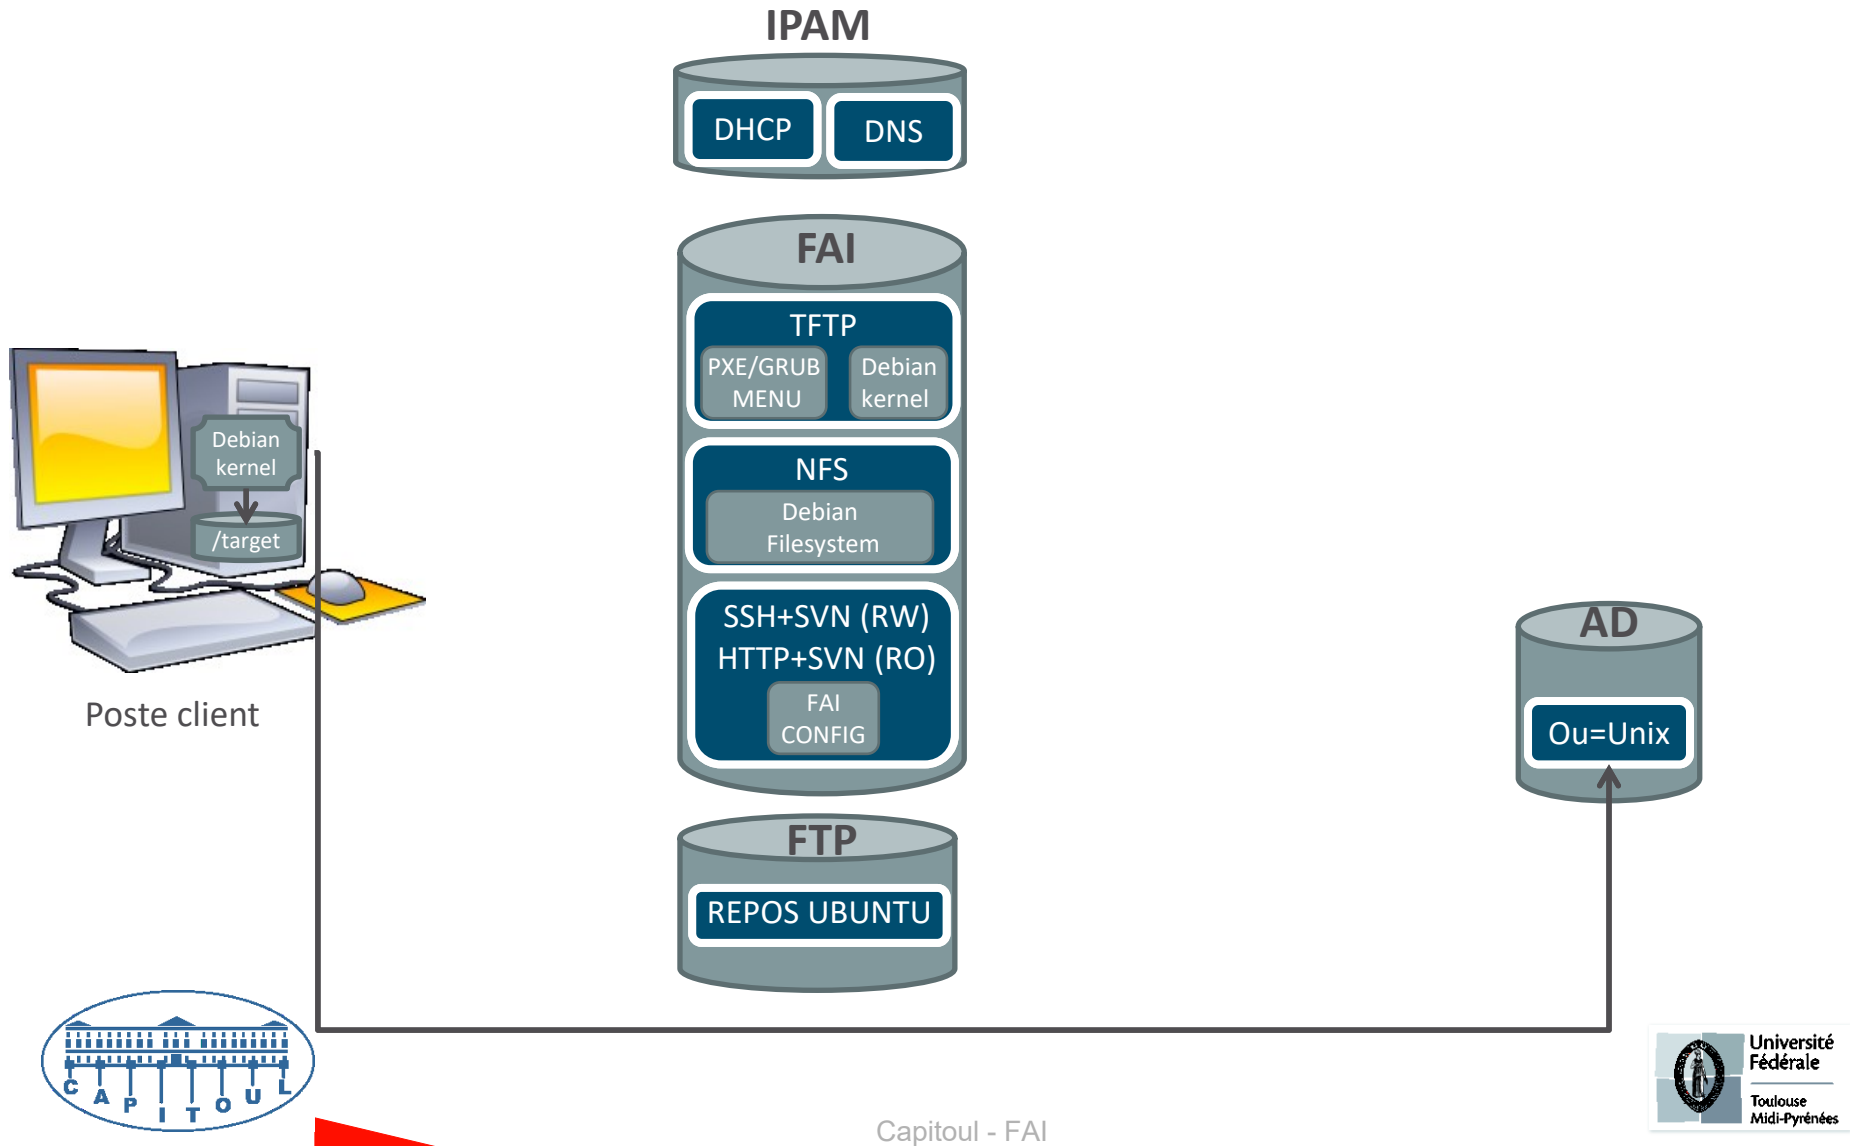 IPAM
DHCP
DNS
FAI
TFTP
PXE/GRUB
MENU
Debian
kernel
NFS
Debian
Filesystem
SSH+SVN (RW)
HTTP+SVN (RO)
FAI
CONFIG
FTP
REPOS UBUNTU
Debian
kernel
/target
Poste client
AD
Ou=Unix
CAPITOUL
Capitoul - FAI
Université
Fédérale
Toulouse
Midi-Pyrénées